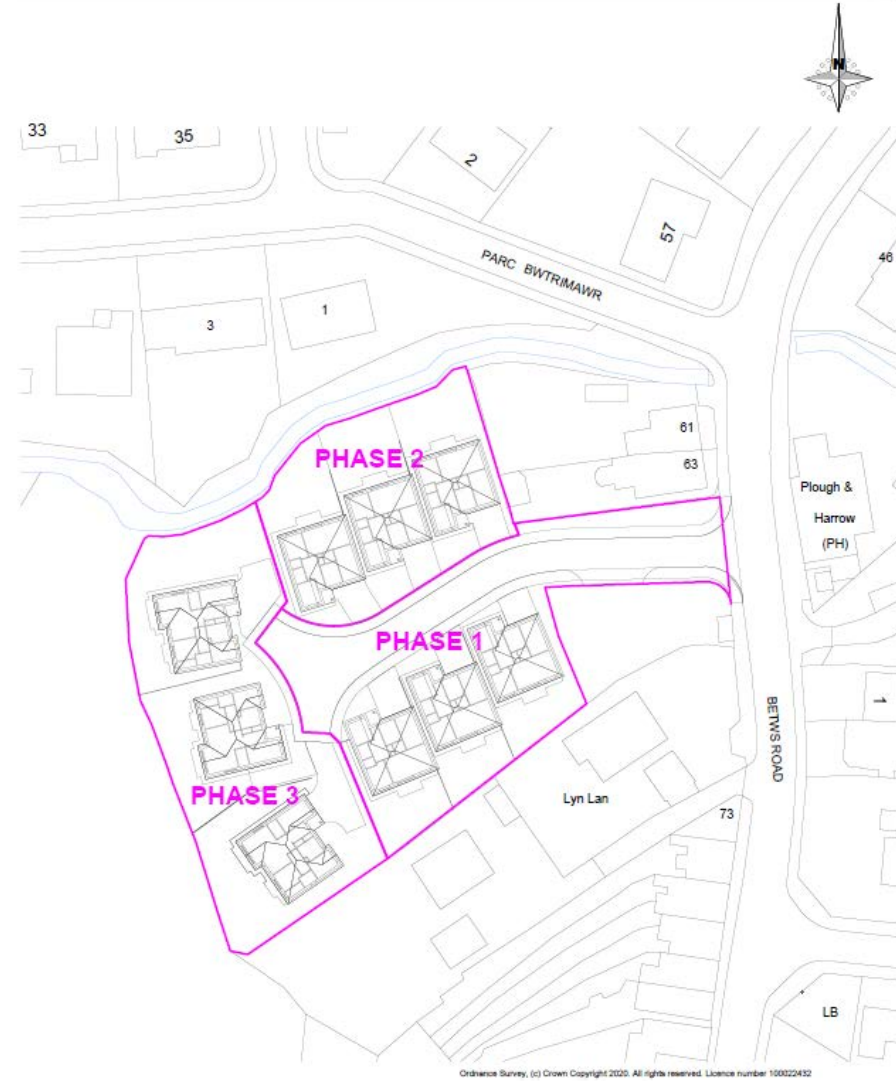 N
33
35
2
57
46
PARC BWTRIMAWR
3
1
61
63
PHASE 2
Plough &
Harrow
(PH)
PHASE 1
1
BETWS ROAD
PHASE 3
Lyn Lan
73
LB
Ordnance Survey, (c) Crown Copyright 2020. All rights reserved. Licence number 100022432